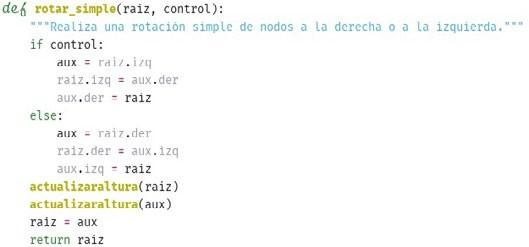 def rotar_simple(raiz, control):
    """Realiza una rotación simple de nodos a la derecha o a la izquierda."""
    if control:
        aux = raiz.izq
        raiz.izq = aux.der
        aux.der = raiz
    else:
        aux = raiz.der
        raiz.der = aux.izq
        aux.izq = raiz
    actualizaraltura(raiz)
    actualizaraltura(aux)
    raiz = aux
    return raiz